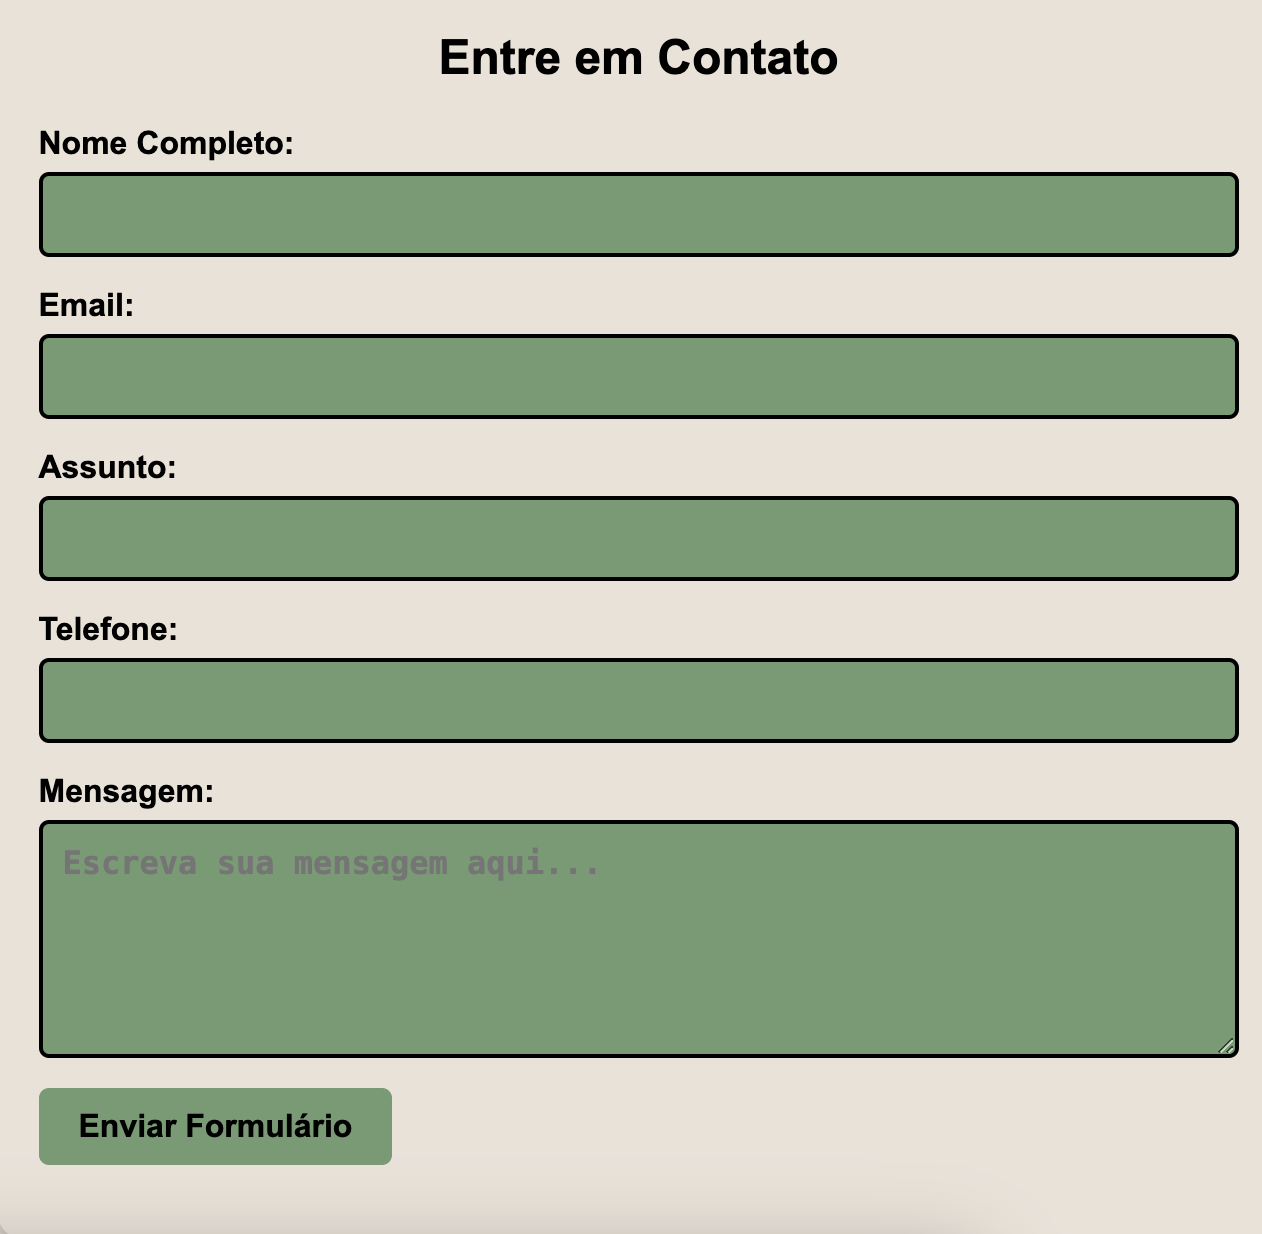 Entre em Contato
Nome Completo:
Email:
Assunto:
Telefone:
Mensagem:
Escreva sua mensagem aqui...
Enviar Formulário